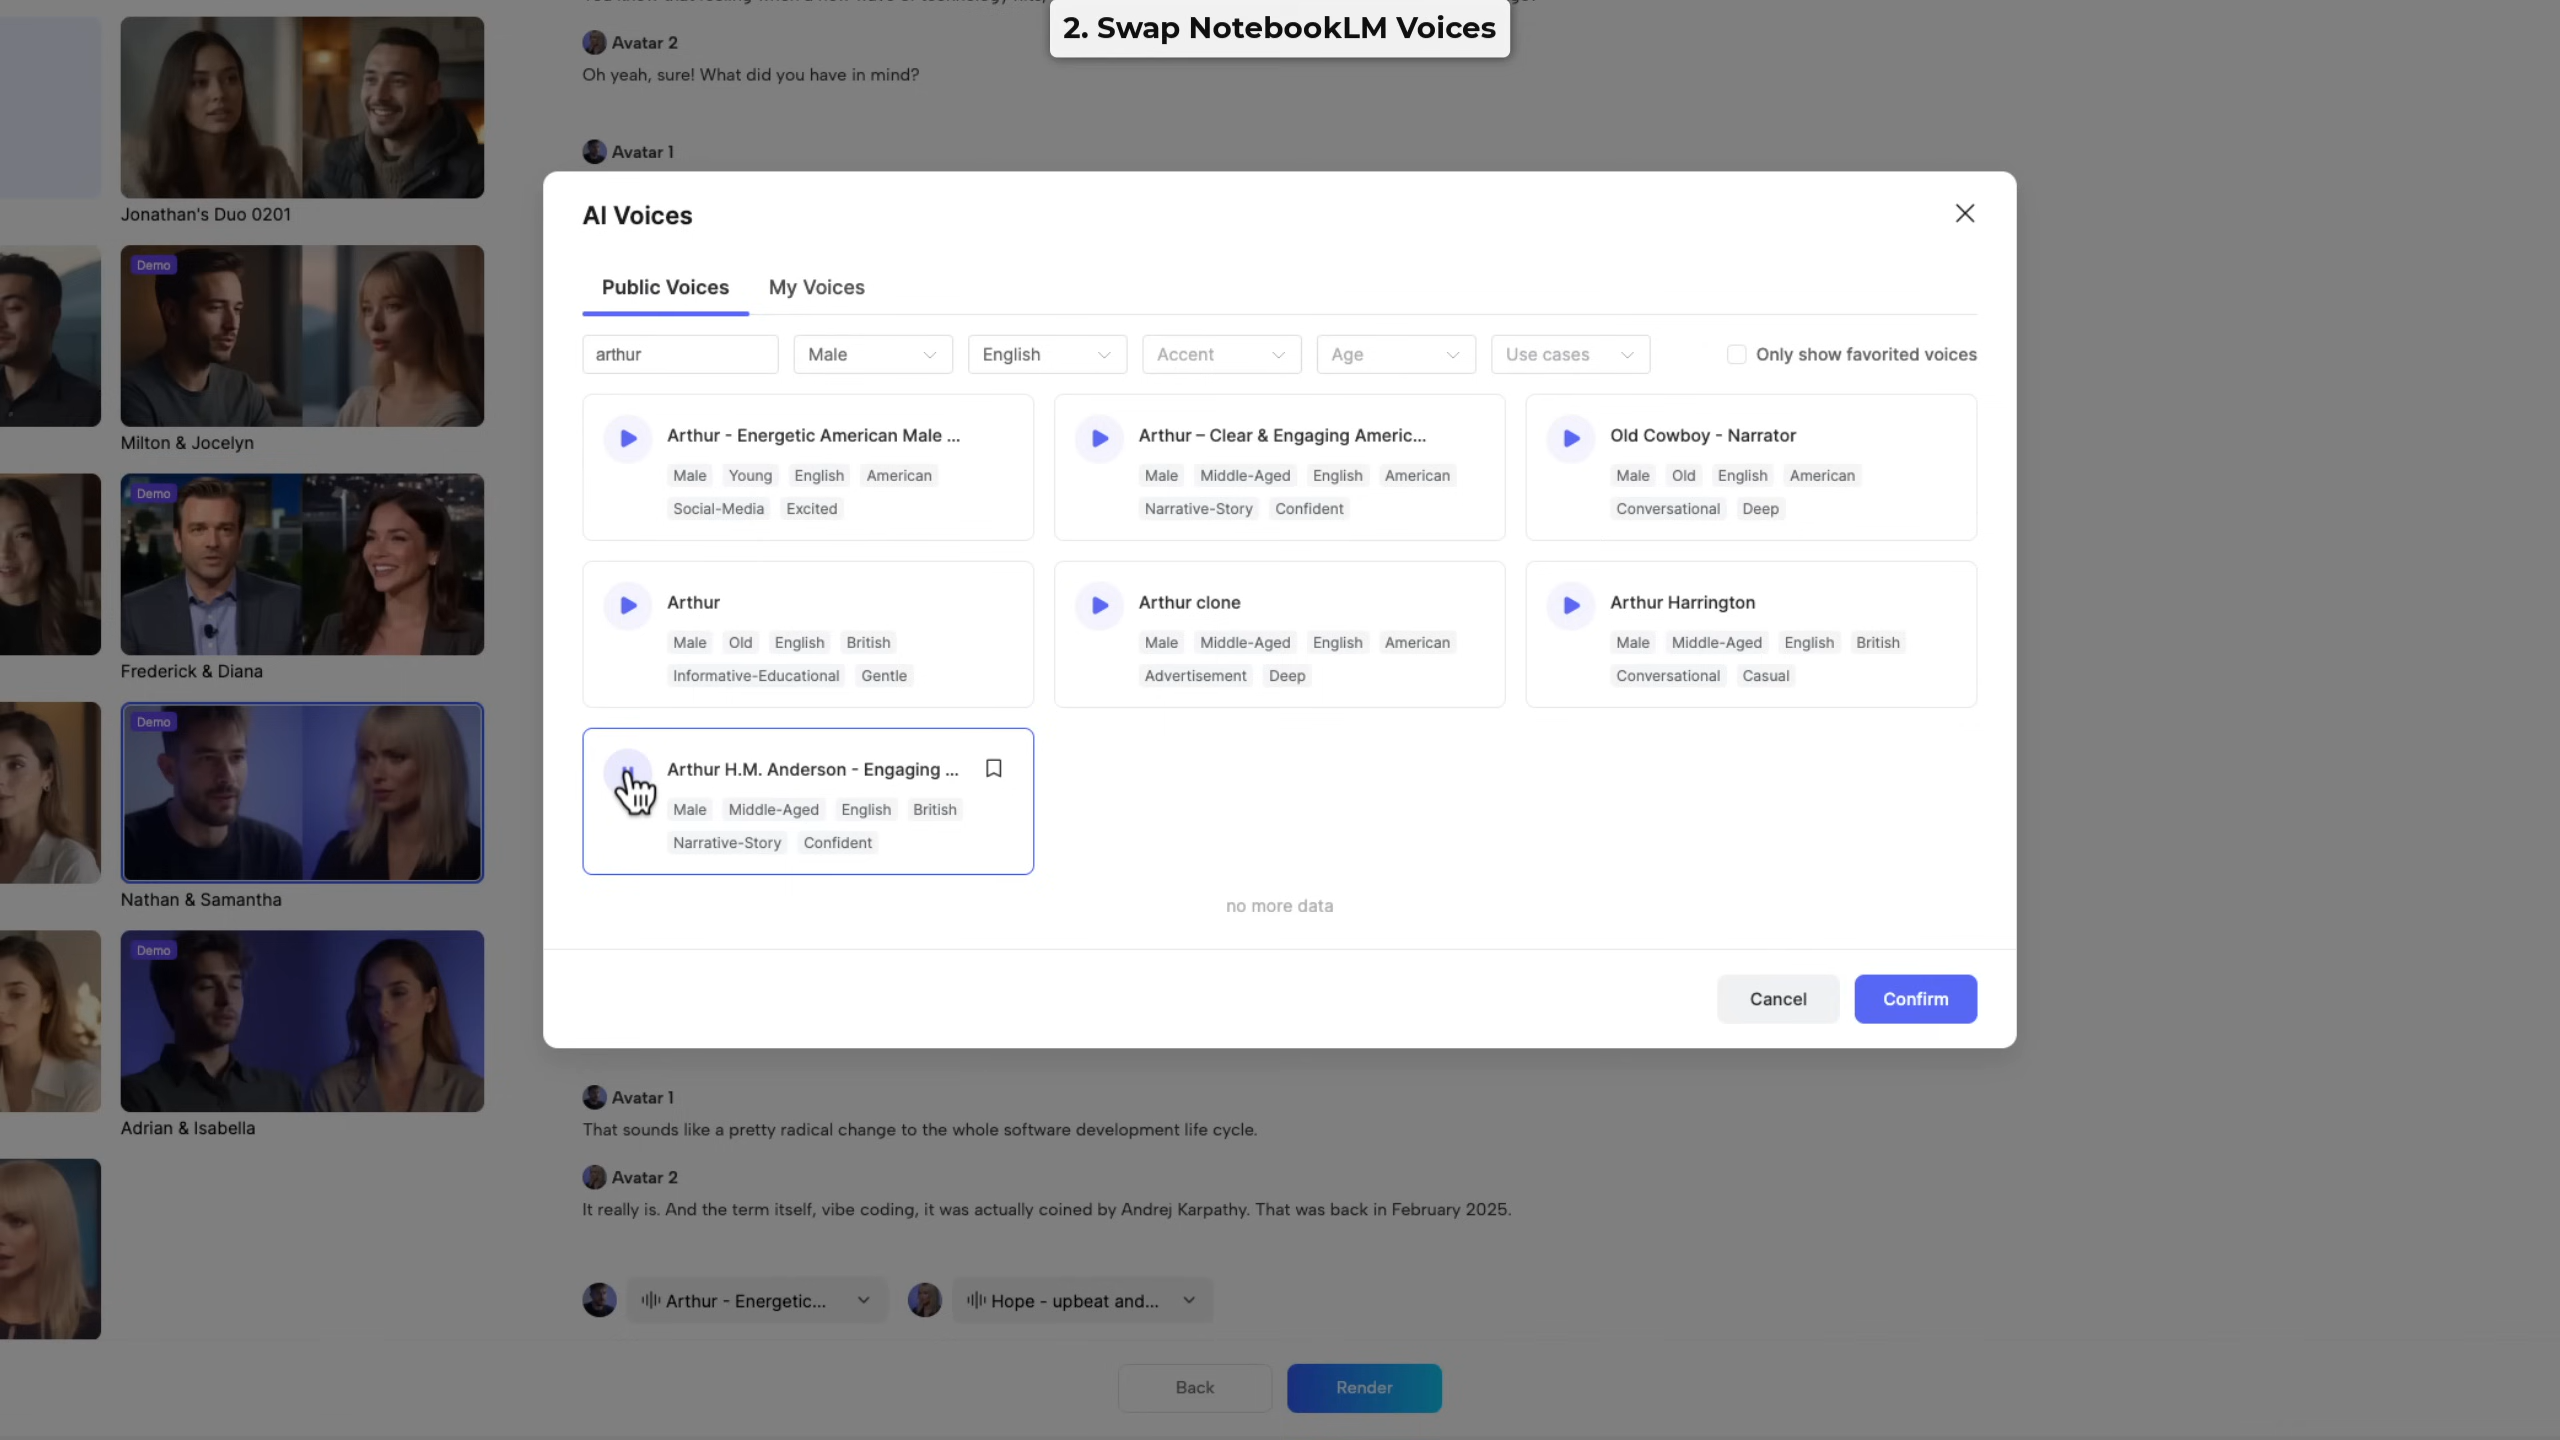 2. Swap NotebookLM Voices
Avatar 2
Oh yeah, sure! What did you have in mind?
Avatar 1
Jonathan's Duo 0201
Demo
Milton & Jocelyn
Demo
Frederick & Diana
Demo
Nathan & Samantha
Demo
Adrian & Isabella
AI Voices
Public Voices
My Voices
arthur
Male
English
Accent
Age
Use cases
Only show favorited voices
Arthur - Energetic American Male ...
Male Young English American
Social-Media Excited
Arthur – Clear & Engaging Americ...
Male Middle-Aged English American
Narrative-Story Confident
Old Cowboy - Narrator
Male Old English American
Conversational Deep
Arthur
Male Old English British
Informative-Educational Gentle
Arthur clone
Male Middle-Aged English American
Advertisement Deep
Arthur Harrington
Male Middle-Aged English British
Conversational Casual
Arthur H.M. Anderson - Engaging ...
Male Middle-Aged English British
Narrative-Story Confident
no more data
Cancel
Confirm
Avatar 1
That sounds like a pretty radical change to the whole software development life cycle.
Avatar 2
It really is. And the term itself, vibe coding, it was actually coined by Andrej Karpathy. That was back in February 2025.
Arthur - Energetic...
Hope - upbeat and...
Back
Render